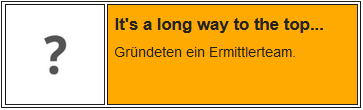 ?
It's a long way to the top...
Gründeten ein Ermittlerteam.